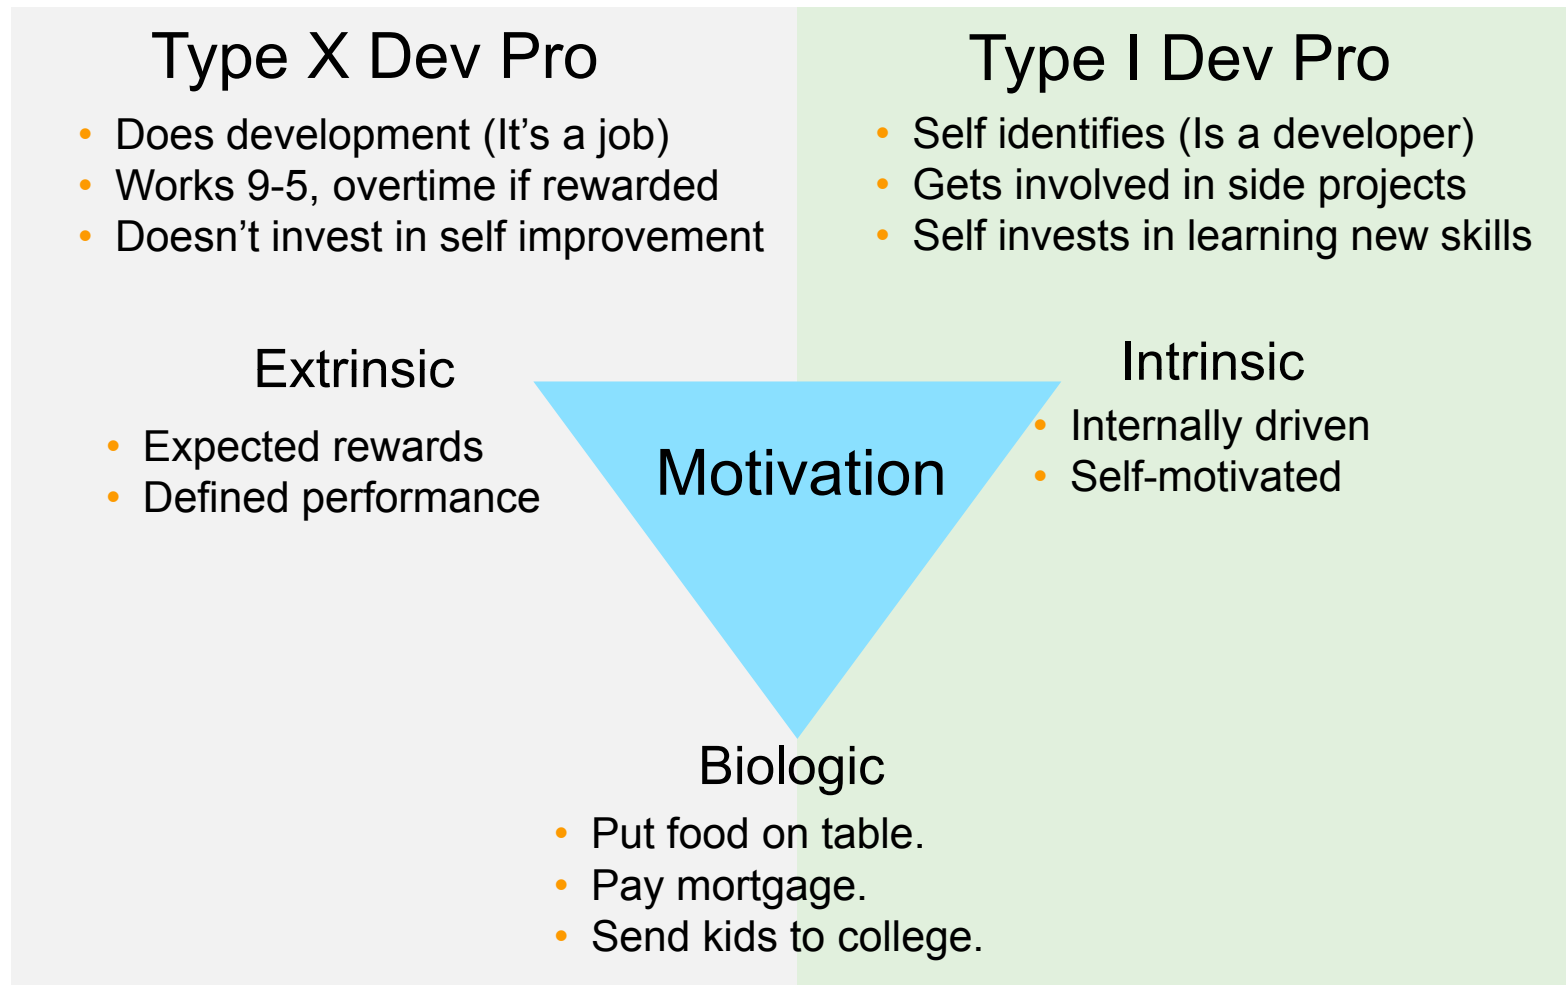 Type X Dev Pro
• Does development (It's a job)
• Works 9-5, overtime if rewarded
• Doesn't invest in self improvement
Type I Dev Pro
• Self identifies (Is a developer)
• Gets involved in side projects
• Self invests in learning new skills
Extrinsic
• Expected rewards
• Defined performance
Motivation
Intrinsic
• Internally driven
• Self-motivated
Biologic
• Put food on table.
• Pay mortgage.
• Send kids to college.